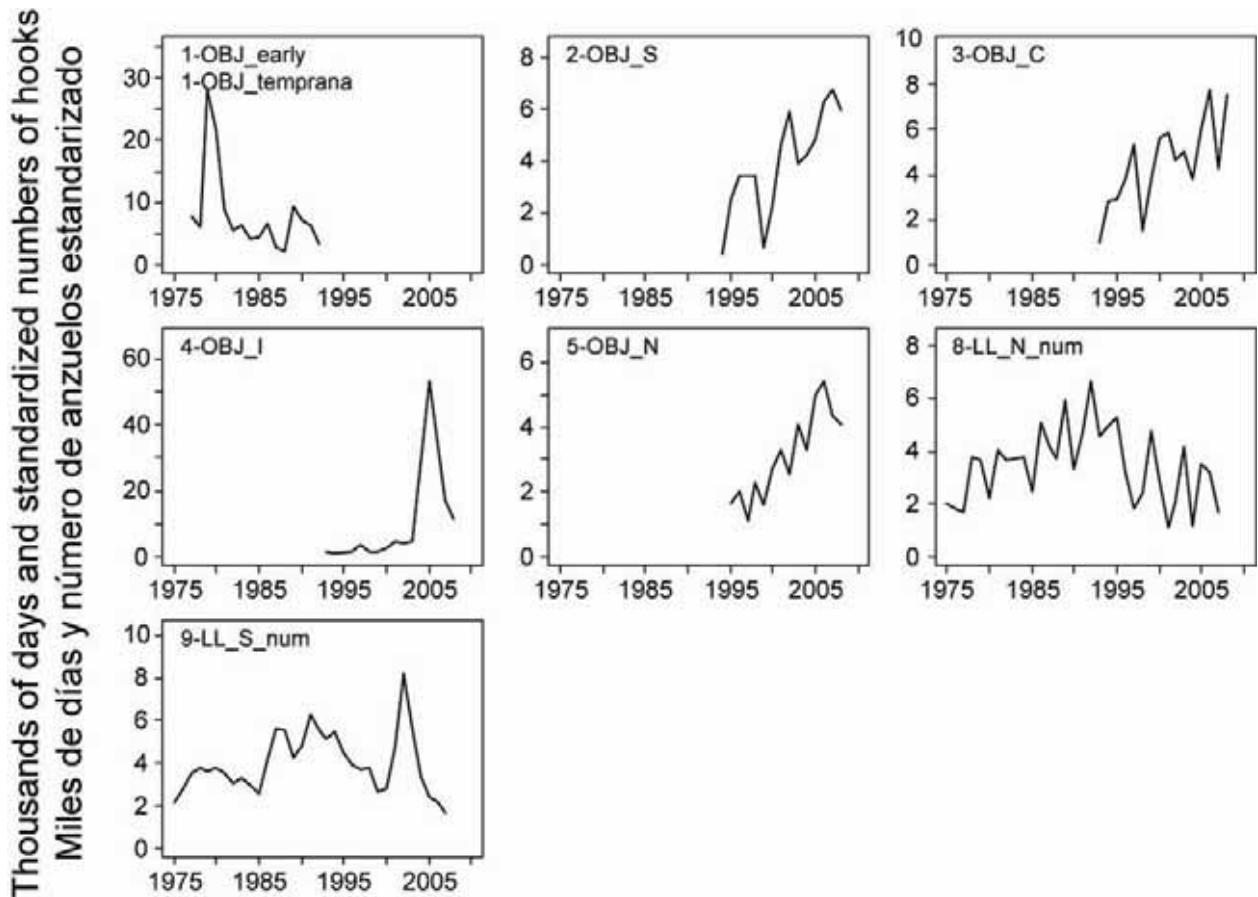 Thousands of days and standardized numbers of hooks
Miles de días y número de anzuelos estandarizado
1-OBJ_early
1-OBJ_temprana
30
20
10
0
1975 1985 1995 2005
2-OBJ_S
8
6
4
2
0
1975 1985 1995 2005
3-OBJ_C
10
8
6
4
2
0
1975 1985 1995 2005
4-OBJ_I
60
40
20
0
1975 1985 1995 2005
5-OBJ_N
6
4
2
0
1975 1985 1995 2005
8-LL_N_num
8
6
4
2
0
1975 1985 1995 2005
9-LL_S_num
10
8
6
4
2
0
1975 1985 1995 2005